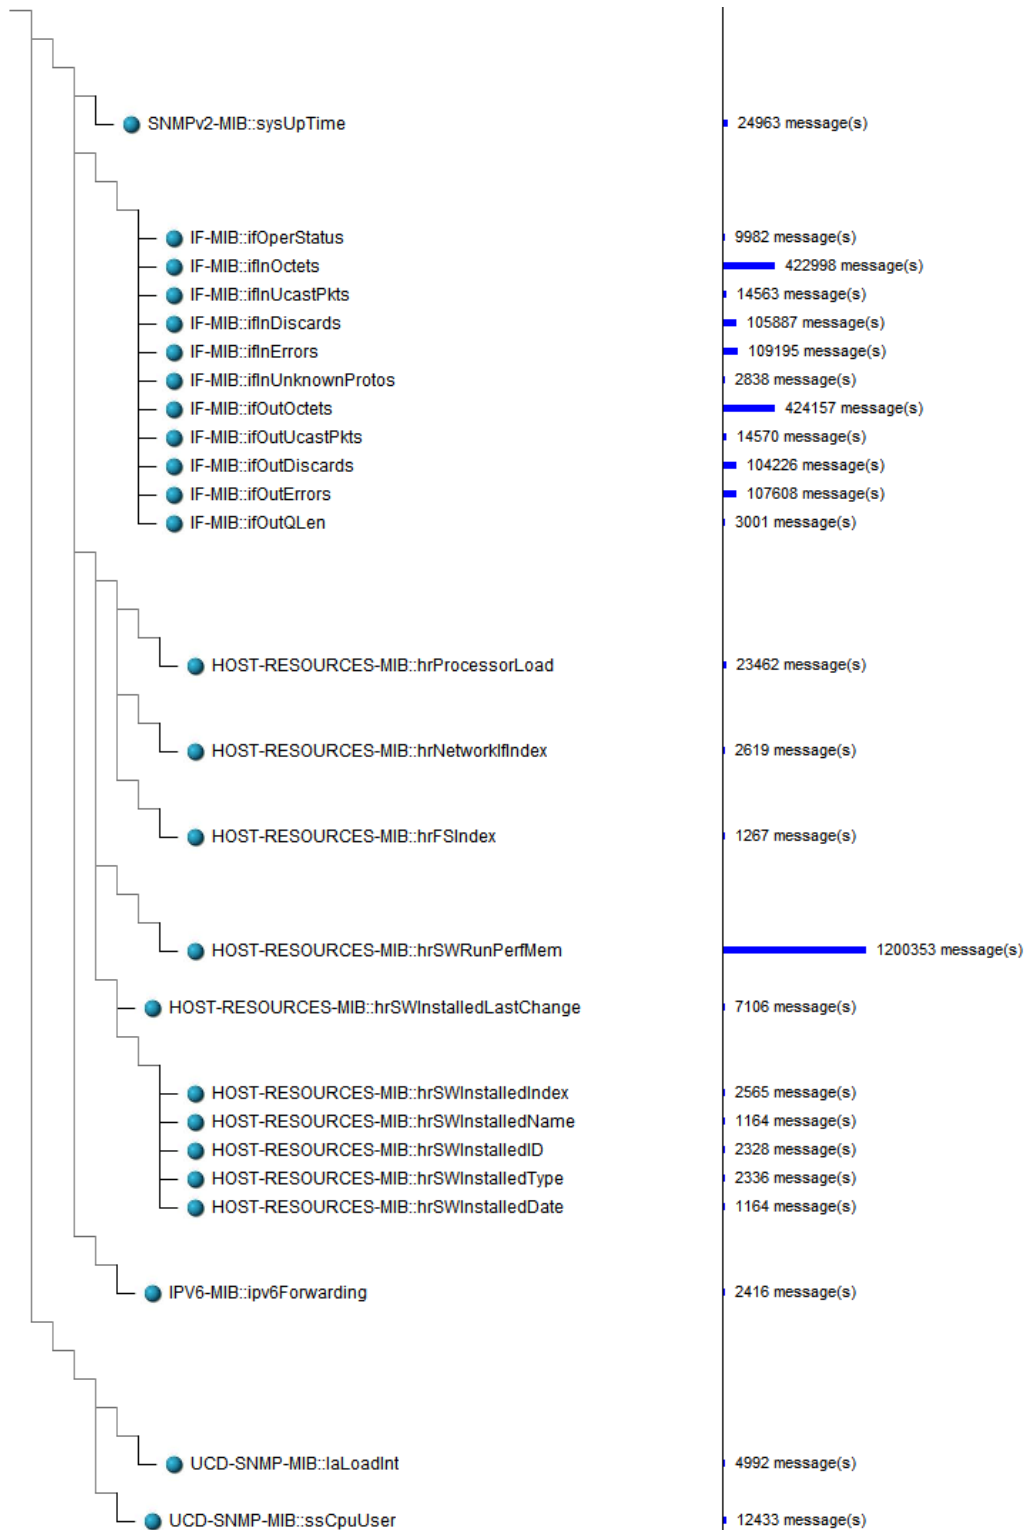 SNMPv2-MIB::sysUpTime 24963 message(s)
IF-MIB::ifOperStatus 9982 message(s)
IF-MIB::ifInOctets 422998 message(s)
IF-MIB::ifInUcastPkts 14563 message(s)
IF-MIB::ifInDiscards 105887 message(s)
IF-MIB::ifInErrors 109195 message(s)
IF-MIB::ifInUnknownProtos 2838 message(s)
IF-MIB::ifOutOctets 424157 message(s)
IF-MIB::ifOutUcastPkts 14570 message(s)
IF-MIB::ifOutDiscards 104226 message(s)
IF-MIB::ifOutErrors 107608 message(s)
IF-MIB::ifOutQLen 3001 message(s)
HOST-RESOURCES-MIB::hrProcessorLoad 23462 message(s)
HOST-RESOURCES-MIB::hrNetworkIfIndex 2619 message(s)
HOST-RESOURCES-MIB::hrFSIndex 1267 message(s)
HOST-RESOURCES-MIB::hrSWRunPerfMem 1200353 message(s)
HOST-RESOURCES-MIB::hrSWInstalledLastChange 7106 message(s)
HOST-RESOURCES-MIB::hrSWInstalledIndex 2565 message(s)
HOST-RESOURCES-MIB::hrSWInstalledName 1164 message(s)
HOST-RESOURCES-MIB::hrSWInstalledID 2328 message(s)
HOST-RESOURCES-MIB::hrSWInstalledType 2336 message(s)
HOST-RESOURCES-MIB::hrSWInstalledDate 1164 message(s)
IPV6-MIB::ipv6Forwarding 2416 message(s)
UCD-SNMP-MIB::laLoadInt 4992 message(s)
UCD-SNMP-MIB::ssCpuUser 12433 message(s)